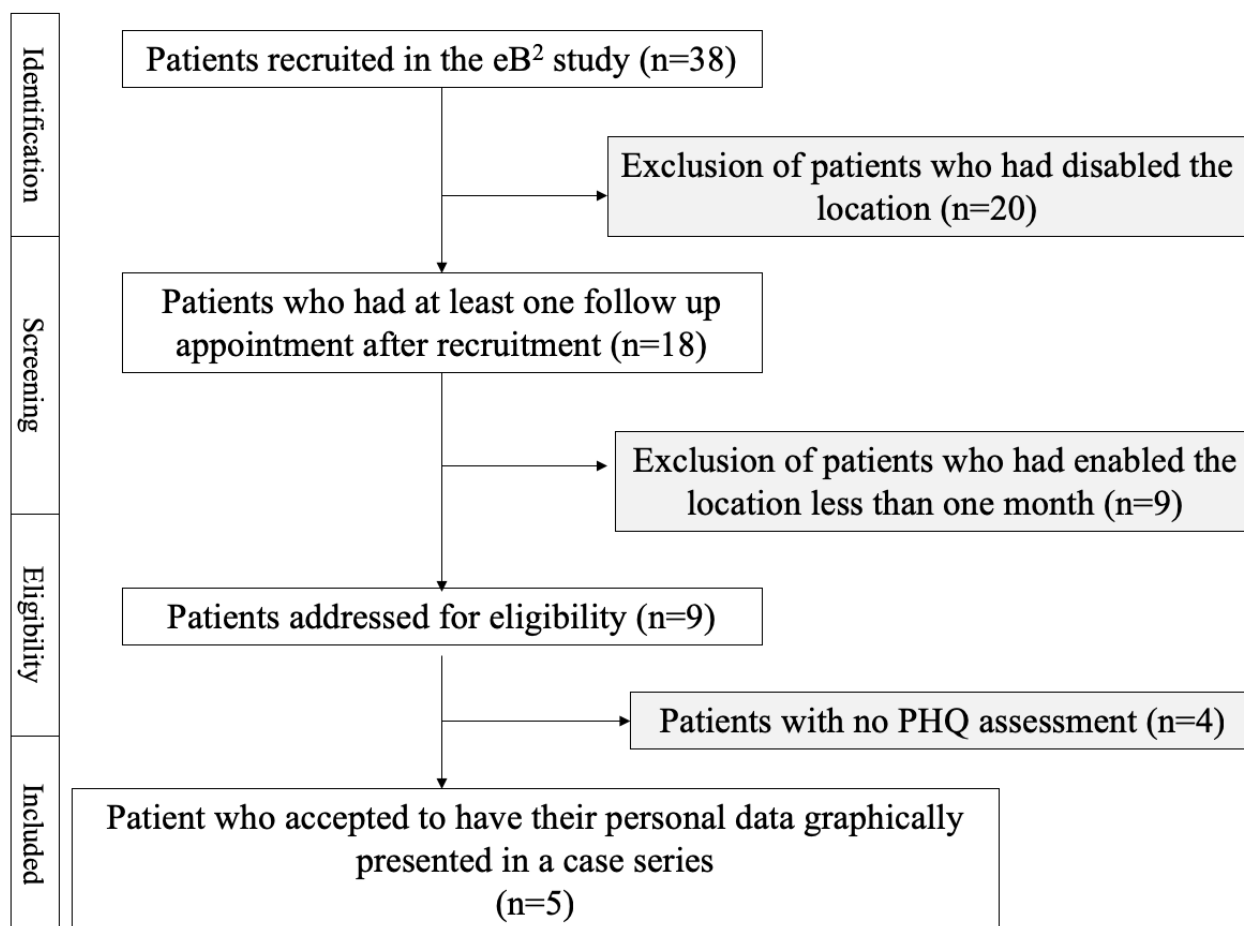 Identification
Patients recruited in the eB² study (n=38)
Exclusion of patients who had disabled the
location (n=20)
Screening
Patients who had at least one follow up
appointment after recruitment (n=18)
Exclusion of patients who had enabled the
location less than one month (n=9)
Eligibility
Patients addressed for eligibility (n=9)
Patients with no PHQ assessment (n=4)
Included
Patient who accepted to have their personal data graphically
presented in a case series
(n=5)